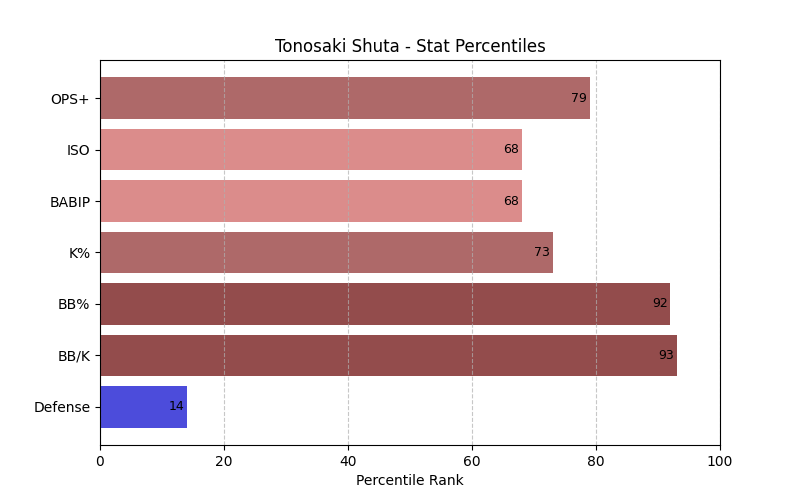 Tonosaki Shuta - Stat Percentiles
OPS+ 79
ISO 68
BABIP 68
K% 73
BB% 92
BB/K 93
Defense 14
0 20 40 60 80 100
Percentile Rank